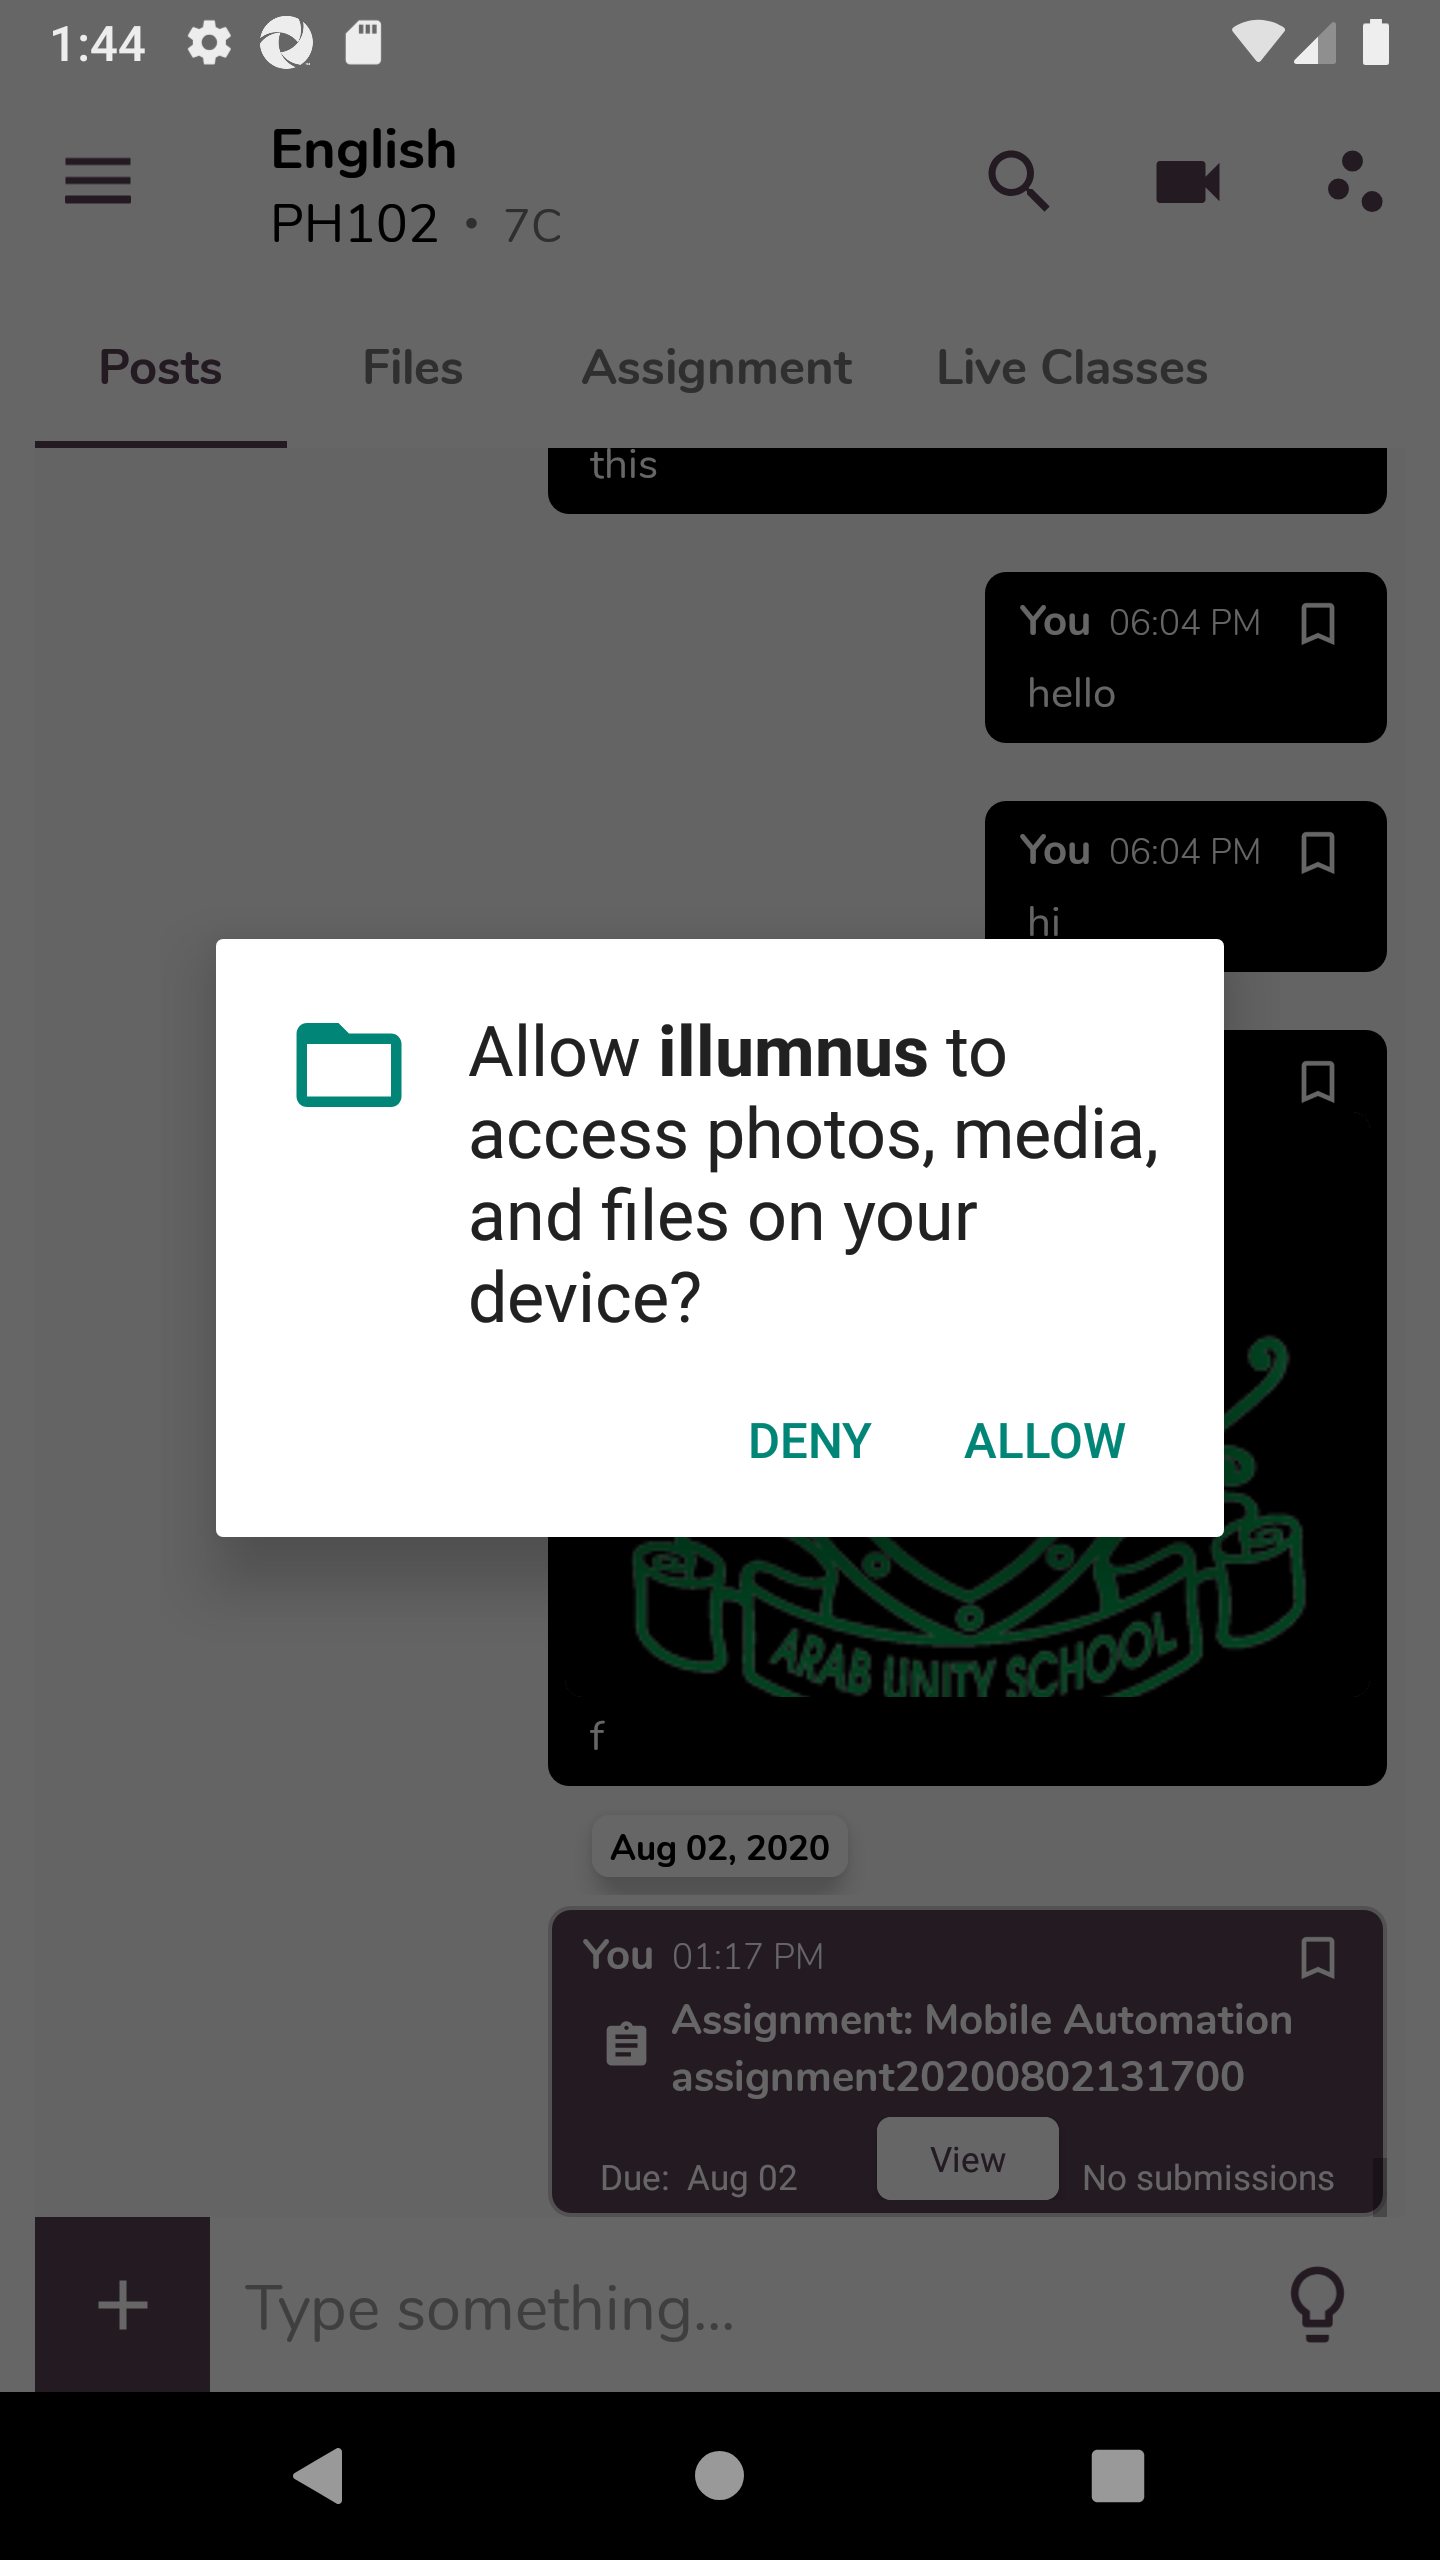 1:44
English
PH102 • 7C
Posts Files Assignment Live Classes
this
You 06:04 PM
hello
You 06:04 PM
hi
Allow illumnus to
access photos, media,
and files on your
device?
DENY ALLOW
ARAB UNITY SCHOOL
f
Aug 02, 2020
You 01:17 PM
Assignment: Mobile Automation
assignment20200802131700
Due: Aug 02 View No submissions
Type something...